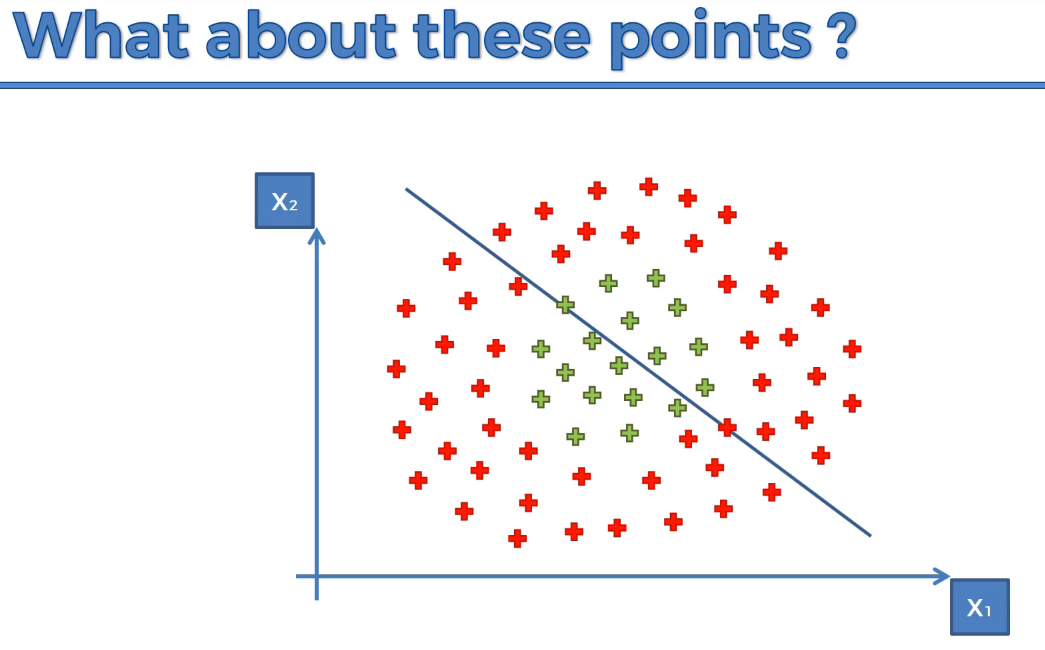 What about these points ?
X₂
X₁